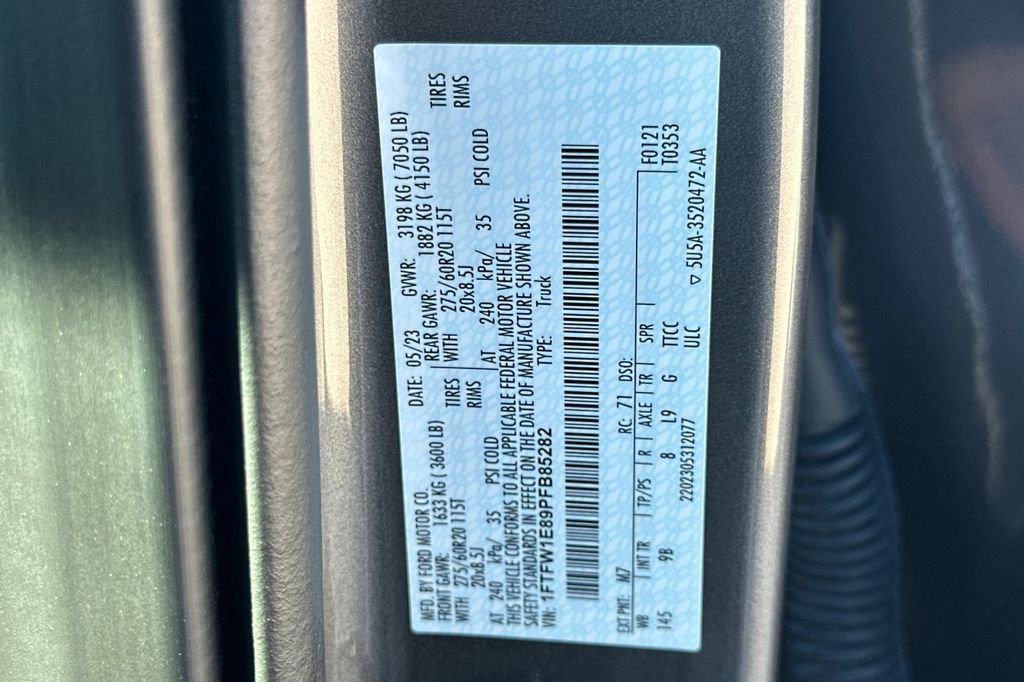 MFD. BY FORD MOTOR CO.
DATE: 05/23 GVWR: 3198 KG ( 7050 LB)
FRONT GAWR: 1633 KG ( 3600 LB)
REAR GAWR: 1882 KG ( 4150 LB)
WITH 275/60R20 115T TIRES
WITH 275/60R20 115T TIRES
20x8.5J RIMS
20x8.5J RIMS
AT 240 kPa/ 35 PSI COLD
AT 240 kPa/ 35 PSI COLD
THIS VEHICLE CONFORMS TO ALL APPLICABLE FEDERAL MOTOR VEHICLE
SAFETY STANDARDS IN EFFECT ON THE DATE OF MANUFACTURE SHOWN ABOVE.
VIN: 1FTFW1E89PFB85282 TYPE: Truck
EXT PNT: M7 RC: 71 DSO: F0121
WB INT TR TP/PS R AXLE TR SPR T0353
145 9B 8 L9 G TTCC
ULC
2202305312077 ▽ 5U5A-3520472-AA